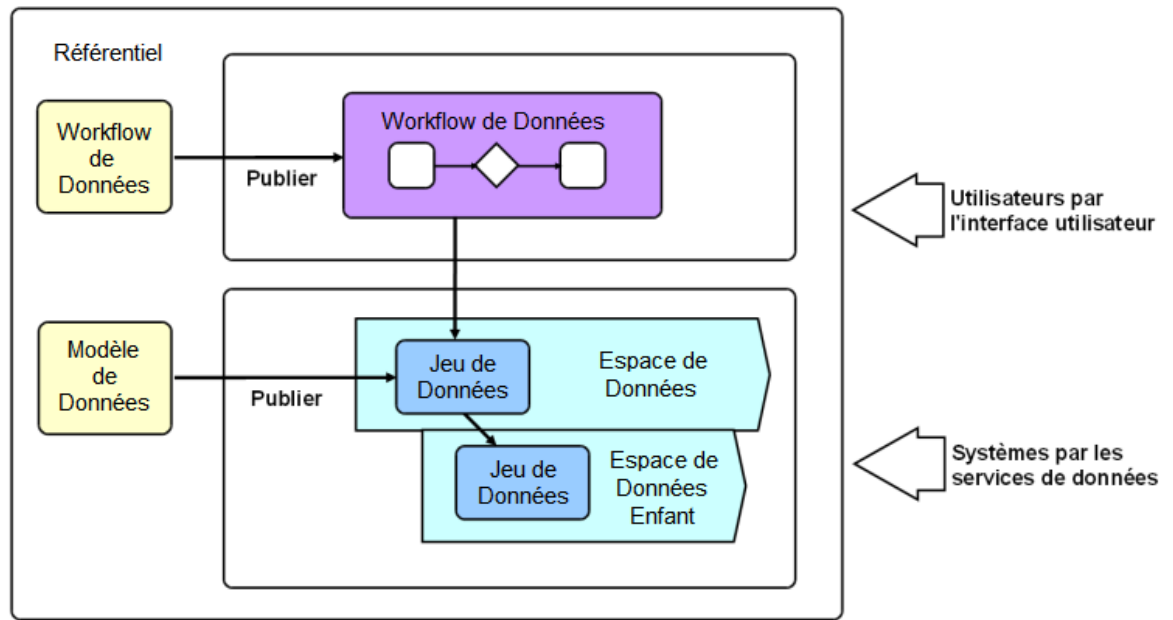 Référentiel
Workflow
de
Données
Publier
Workflow de Données
Utilisateurs par
l'interface utilisateur
Modèle
de
Données
Publier
Jeu de
Données
Espace de
Données
Jeu de
Données
Espace de
Données
Enfant
Systèmes par les
services de données